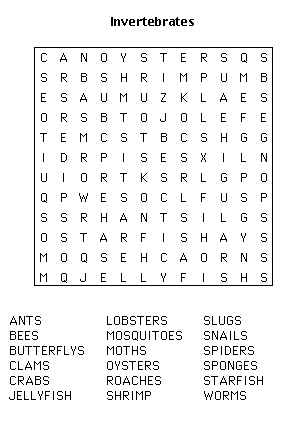 Invertebrates
C A N O Y S T E R S Q S
S R B S H R I M P U M B
E S A U M U Z K L A E S
O R S B T O J O L E F E
T E M C S T B C S H G G
I D R P I S E S X I L N
U I O R T K S R L G P O
Q P W E S O C L F U S P
S S R H A N T S I L G S
O S T A R F I S H A Y S
M O Q S E H C A O R N S
M Q J E L L Y F I S H S
ANTS LOBSTERS SLUGS
BEES MOSQUITOES SNAILS
BUTTERFLYS MOTHS SPIDERS
CLAMS OYSTERS SPONGES
CRABS ROACHES STARFISH
JELLYFISH SHRIMP WORMS